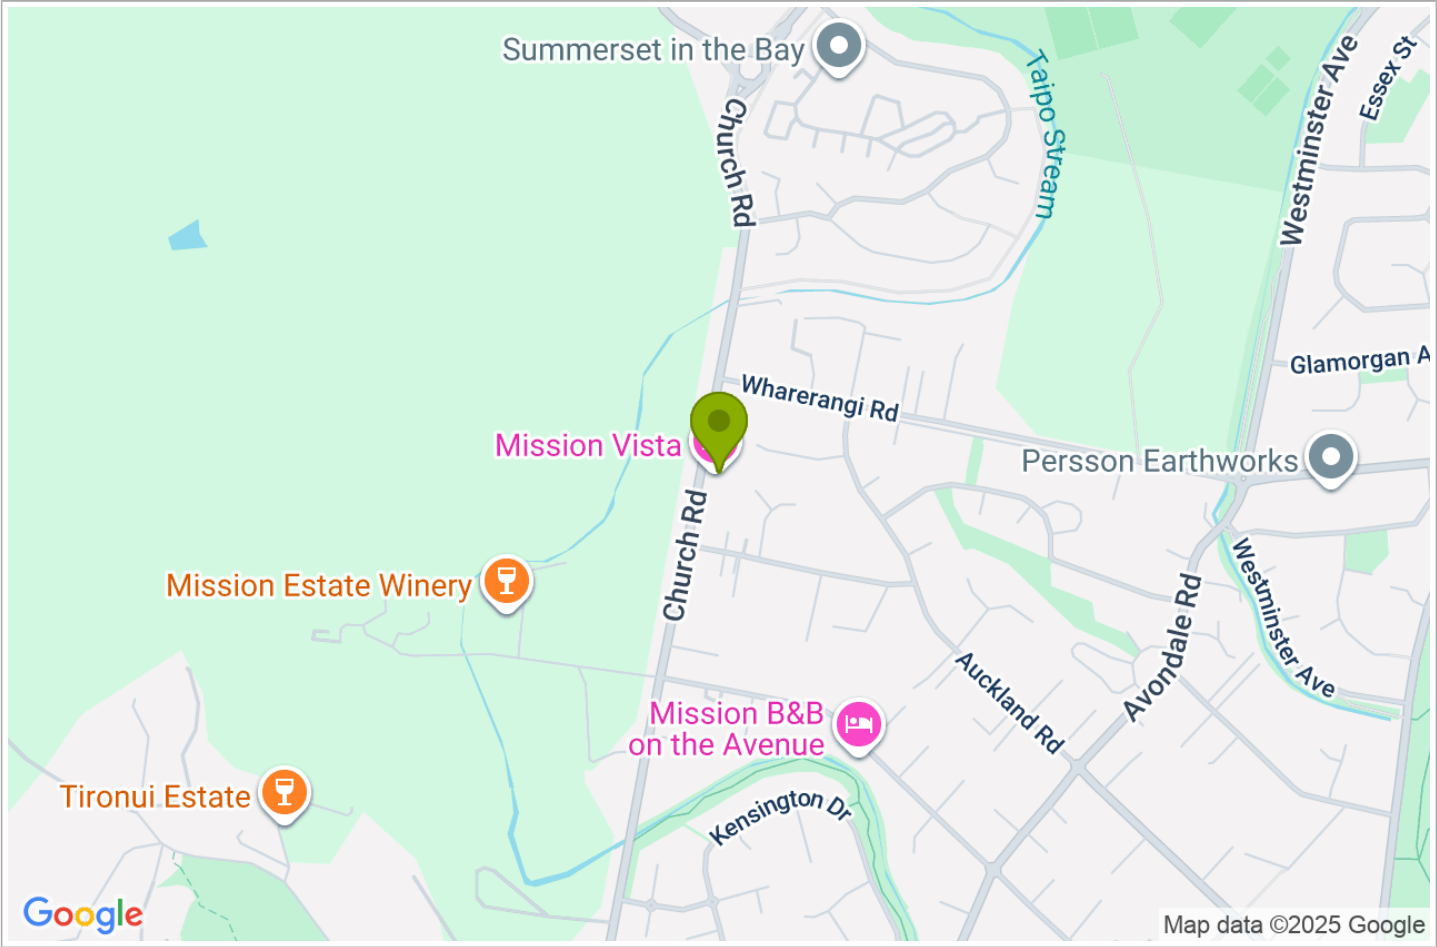 Summerset in the Bay
Church Rd
Taipo Stream
Westminster Ave
Essex St
Glamorgan A
Wharerangi Rd
Mission Vista
Persson Earthworks
Church Rd
Mission Estate Winery
Westminster Ave
Avondale Rd
Auckland Rd
Mission B&B
on the Avenue
Tironui Estate
Kensington Dr
Google
Map data ©2025 Google